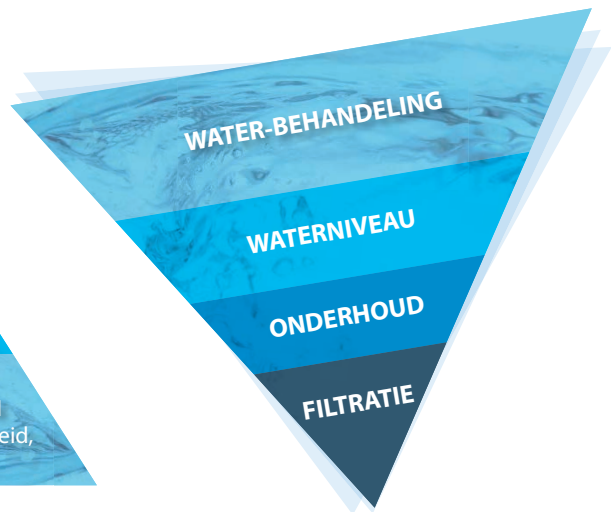 WATER-BEHANDELING
WATERNIVEAU
ONDERHOUD
FILTRATIE
eid,